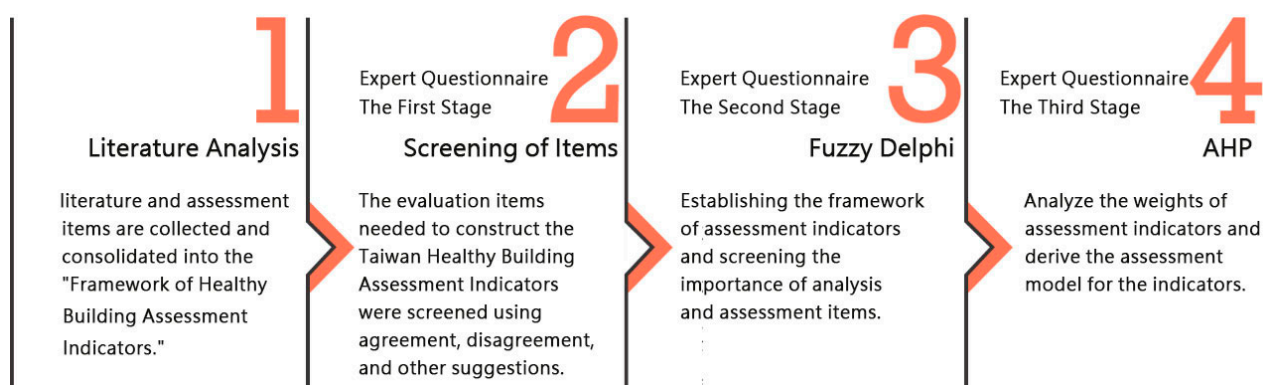 1
Literature Analysis
literature and assessment
items are collected and
consolidated into the
"Framework of Healthy
Building Assessment
Indicators."
2
Expert Questionnaire
The First Stage
Screening of Items
The evaluation items
needed to construct the
Taiwan Healthy Building
Assessment Indicators
were screened using
agreement, disagreement,
and other suggestions.
3
Expert Questionnaire
The Second Stage
Fuzzy Delphi
Establishing the framework
of assessment indicators
and screening the
importance of analysis
and assessment items.
4
Expert Questionnaire
The Third Stage
AHP
Analyze the weights of
assessment indicators and
derive the assessment
model for the indicators.